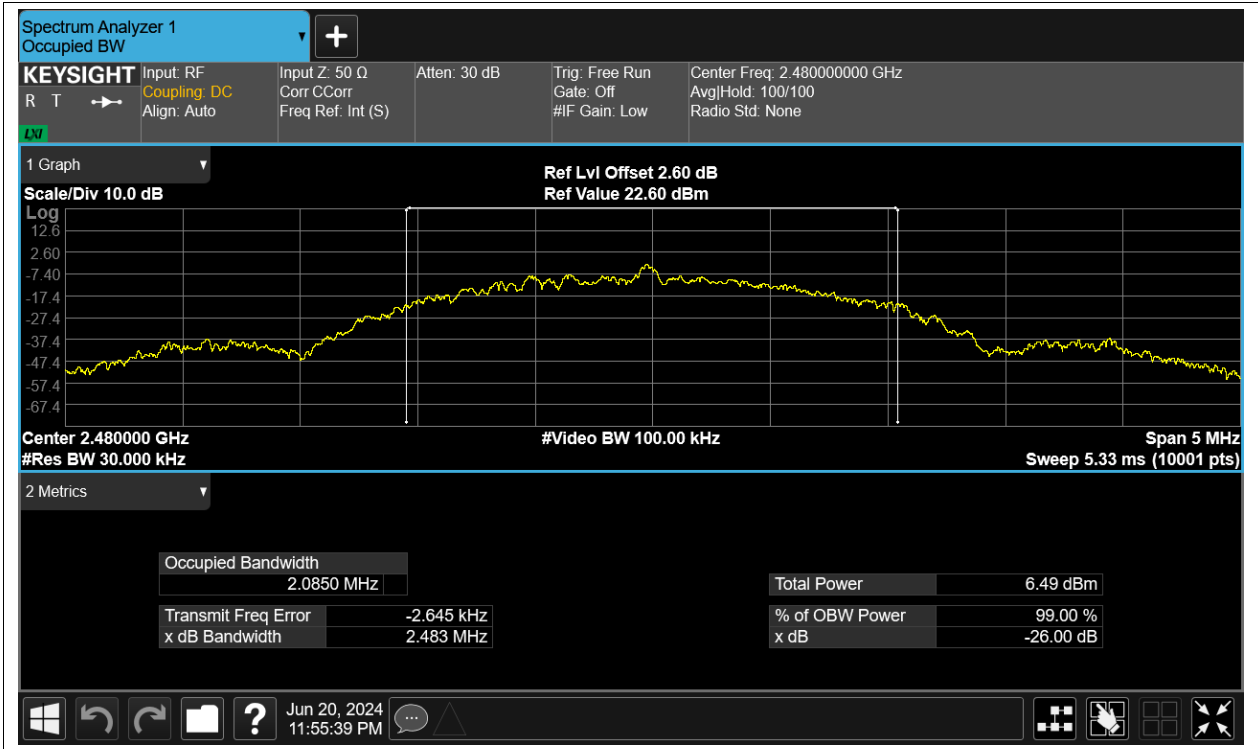 Spectrum Analyzer 1
Occupied BW
KEYSIGHT
R T
LXI
Input: RF
Coupling: DC
Align: Auto
Input Z: 50 Ω
Corr CCorr
Freq Ref: Int (S)
Atten: 30 dB
Trig: Free Run
Gate: Off
#IF Gain: Low
Center Freq: 2.480000000 GHz
Avg|Hold: 100/100
Radio Std: None
1 Graph
Scale/Div 10.0 dB
Ref Lvl Offset 2.60 dB
Ref Value 22.60 dBm
Log
12.6
2.60
-7.40
-17.4
-27.4
-37.4
-47.4
-57.4
-67.4
Center 2.480000 GHz
#Res BW 30.000 kHz
#Video BW 100.00 kHz
Span 5 MHz
Sweep 5.33 ms (10001 pts)
2 Metrics
Occupied Bandwidth
2.0850 MHz
Transmit Freq Error -2.645 kHz
x dB Bandwidth 2.483 MHz
Total Power 6.49 dBm
% of OBW Power 99.00 %
x dB -26.00 dB
?
Jun 20, 2024
11:55:39 PM